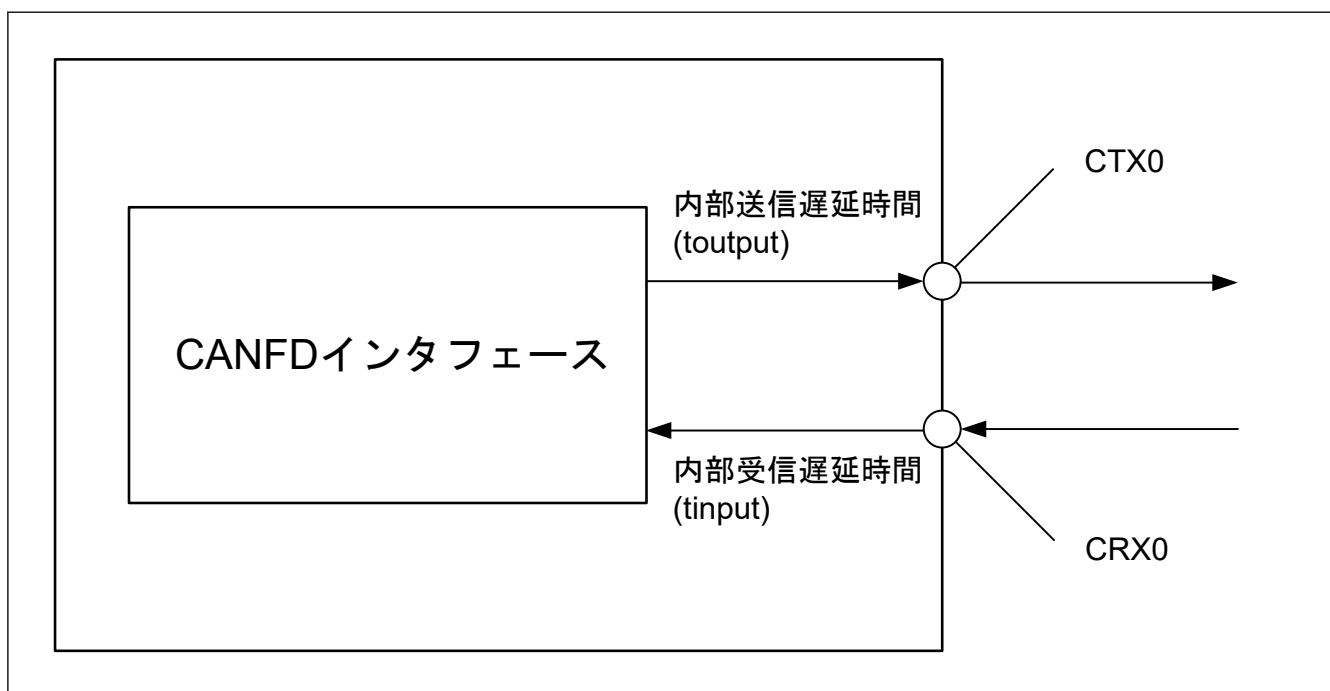 CTX0
内部送信遅延時間
(toutput)
CANFDインタフェース
内部受信遅延時間
(tinput)
CRX0